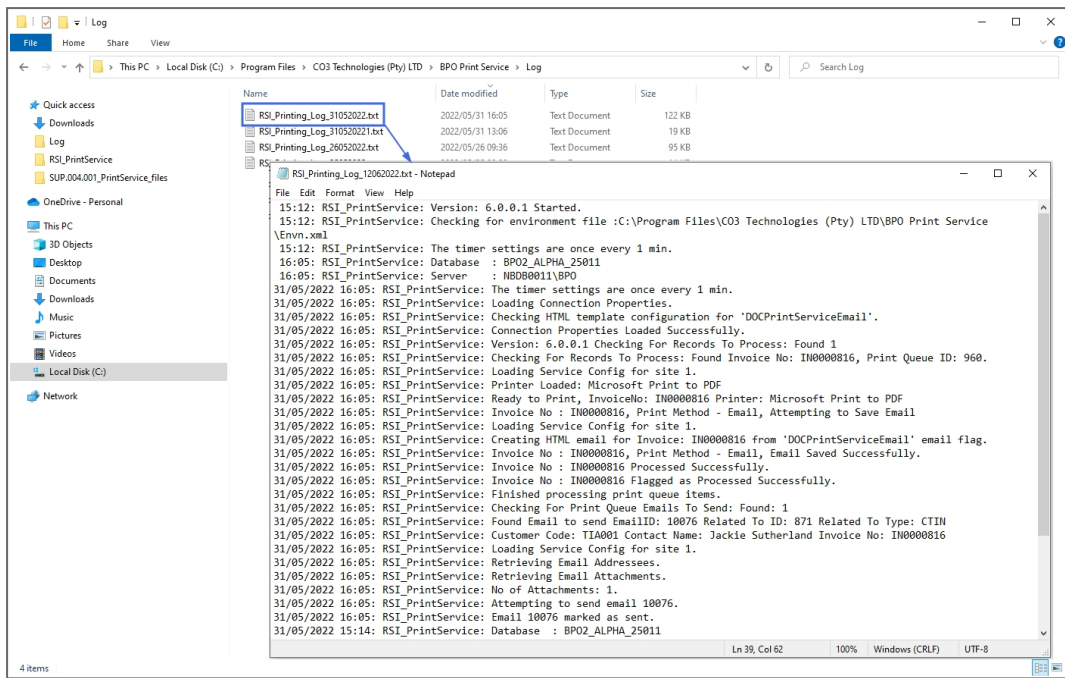 Log
File Home Share View
This PC > Local Disk (C:) > Program Files > CO3 Technologies (Pty) LTD > BPO Print Service > Log
Search Log
Name Date modified Type Size
Quick access
Downloads
Log
RSI_PrintService
SUP.004.001_PrintService_files
OneDrive - Personal
This PC
3D Objects
Desktop
Documents
Downloads
Music
Pictures
Videos
Local Disk (C:)
Network
RSI_Printing_Log_31052022.txt 2022/05/31 16:05 Text Document 122 KB
RSI_Printing_Log_310520221.txt 2022/05/31 13:06 Text Document 19 KB
RSI_Printing_Log_26052022.txt 2022/05/26 09:36 Text Document 95 KB
RSI_Printing_Log_12062022.txt - Notepad
File Edit Format View Help
15:12: RSI_PrintService: Version: 6.0.0.1 Started.
15:12: RSI_PrintService: Checking for environment file :C:\Program Files\CO3 Technologies (Pty) LTD\BPO Print Service
\Envn.xml
15:12: RSI_PrintService: The timer settings are once every 1 min.
16:05: RSI_PrintService: Database : BPO2_ALPHA_25011
16:05: RSI_PrintService: Server : NBDB0011\BPO
31/05/2022 16:05: RSI_PrintService: The timer settings are once every 1 min.
31/05/2022 16:05: RSI_PrintService: Loading Connection Properties.
31/05/2022 16:05: RSI_PrintService: Checking HTML template configuration for 'DOCPrintServiceEmail'.
31/05/2022 16:05: RSI_PrintService: Connection Properties Loaded Successfully.
31/05/2022 16:05: RSI_PrintService: Version: 6.0.0.1 Checking For Records To Process: Found 1
31/05/2022 16:05: RSI_PrintService: Checking For Records To Process: Found Invoice No: IN0000816, Print Queue ID: 960.
31/05/2022 16:05: RSI_PrintService: Loading Service Config for site 1.
31/05/2022 16:05: RSI_PrintService: Printer Loaded: Microsoft Print to PDF
31/05/2022 16:05: RSI_PrintService: Ready to Print, InvoiceNo: IN0000816 Printer: Microsoft Print to PDF
31/05/2022 16:05: RSI_PrintService: Invoice No : IN0000816, Print Method - Email, Attempting to Save Email
31/05/2022 16:05: RSI_PrintService: Loading Service Config for site 1.
31/05/2022 16:05: RSI_PrintService: Creating HTML email for Invoice: IN0000816 from 'DOCPrintServiceEmail' email flag.
31/05/2022 16:05: RSI_PrintService: Invoice No : IN0000816, Print Method - Email, Email Saved Successfully.
31/05/2022 16:05: RSI_PrintService: Invoice No : IN0000816 Processed Successfully.
31/05/2022 16:05: RSI_PrintService: Invoice No : IN0000816 Flagged as Processed Successfully.
31/05/2022 16:05: RSI_PrintService: Finished processing print queue items.
31/05/2022 16:05: RSI_PrintService: Checking For Print Queue Emails To Send: Found: 1
31/05/2022 16:05: RSI_PrintService: Found Email to send EmailID: 10076 Related To ID: 871 Related To Type: CTIN
31/05/2022 16:05: RSI_PrintService: Customer Code: TIA001 Contact Name: Jackie Sutherland Invoice No: IN0000816
31/05/2022 16:05: RSI_PrintService: Loading Service Config for site 1.
31/05/2022 16:05: RSI_PrintService: Retrieving Email Addressees.
31/05/2022 16:05: RSI_PrintService: Retrieving Email Attachments.
31/05/2022 16:05: RSI_PrintService: No of Attachments: 1.
31/05/2022 16:05: RSI_PrintService: Attempting to send email 10076.
31/05/2022 16:05: RSI_PrintService: Email 10076 marked as sent.
31/05/2022 15:14: RSI_PrintService: Database : BPO2_ALPHA_25011
Ln 39, Col 62 100% Windows (CRLF) UTF-8
4 items